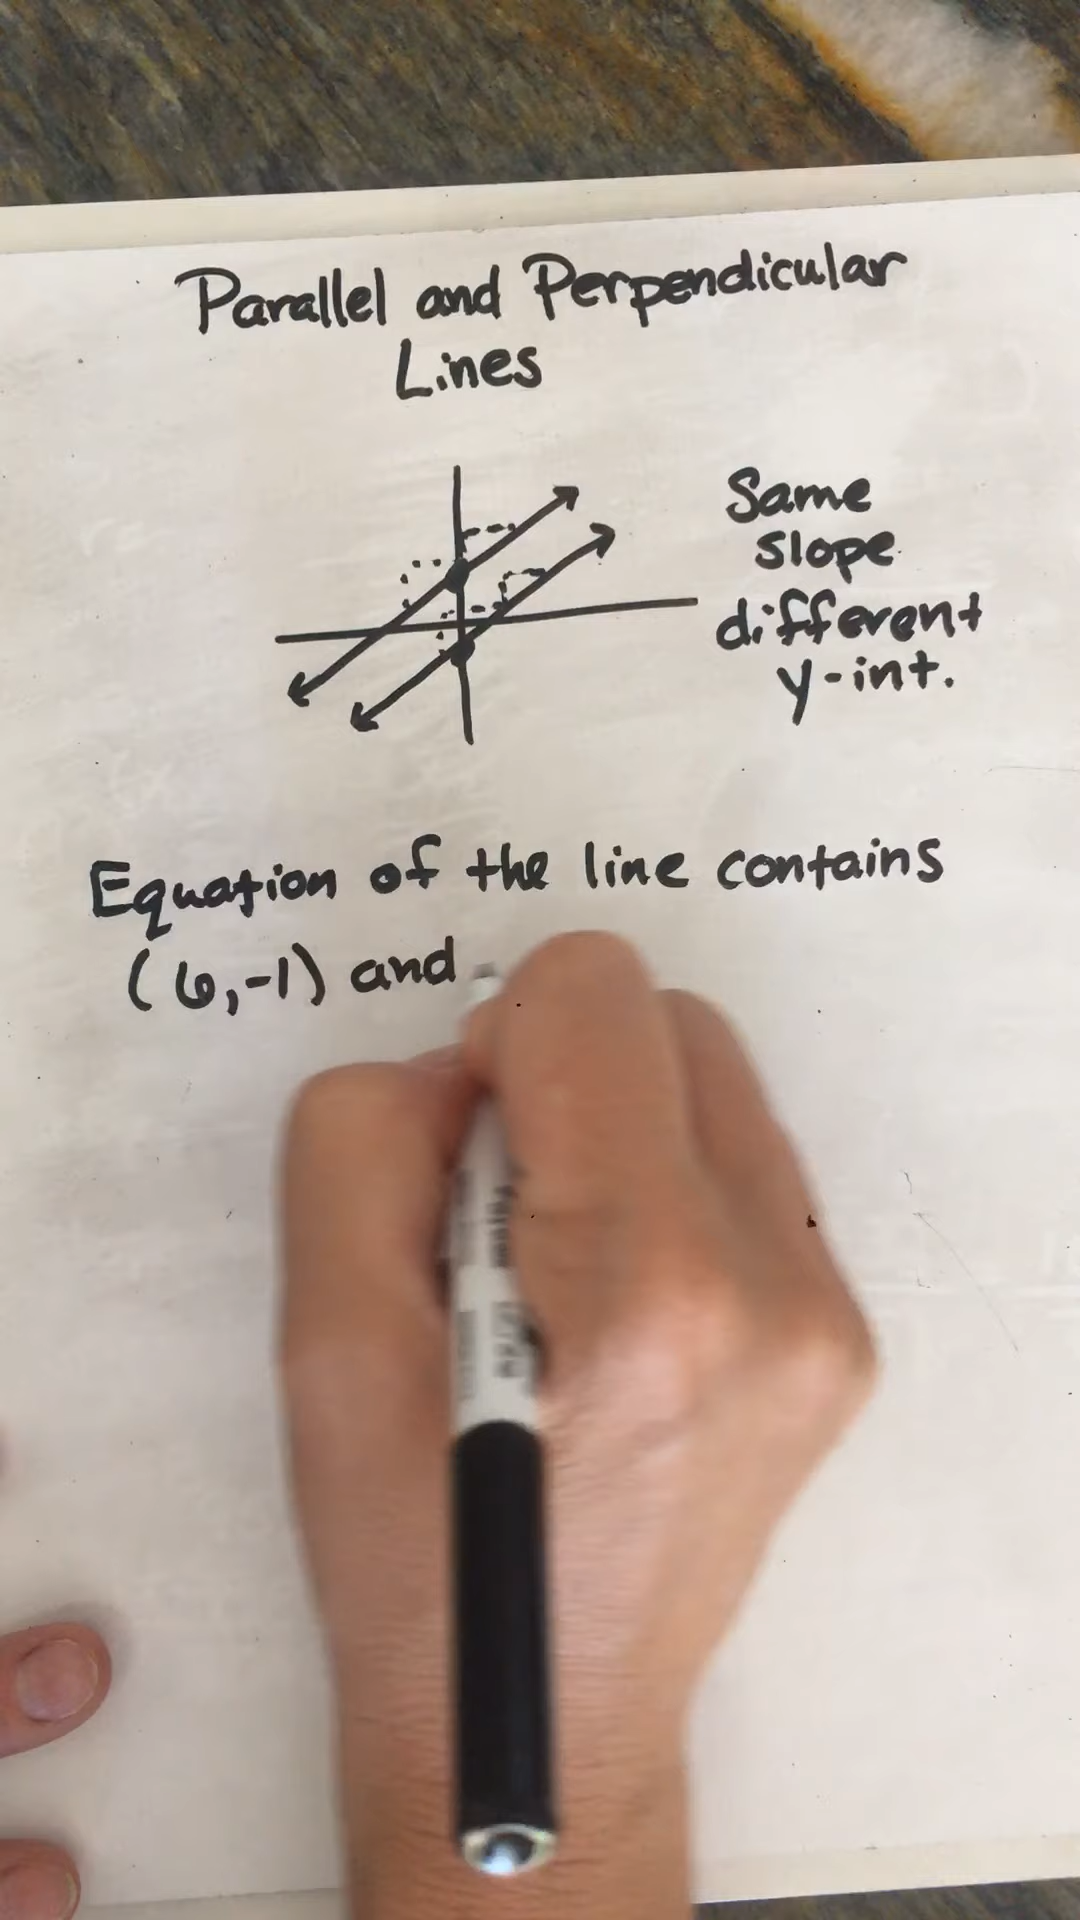 Parallel and Perpendicular
Lines
Same
slope
different
y-int.
Equation of the line contains
(6,-1) and